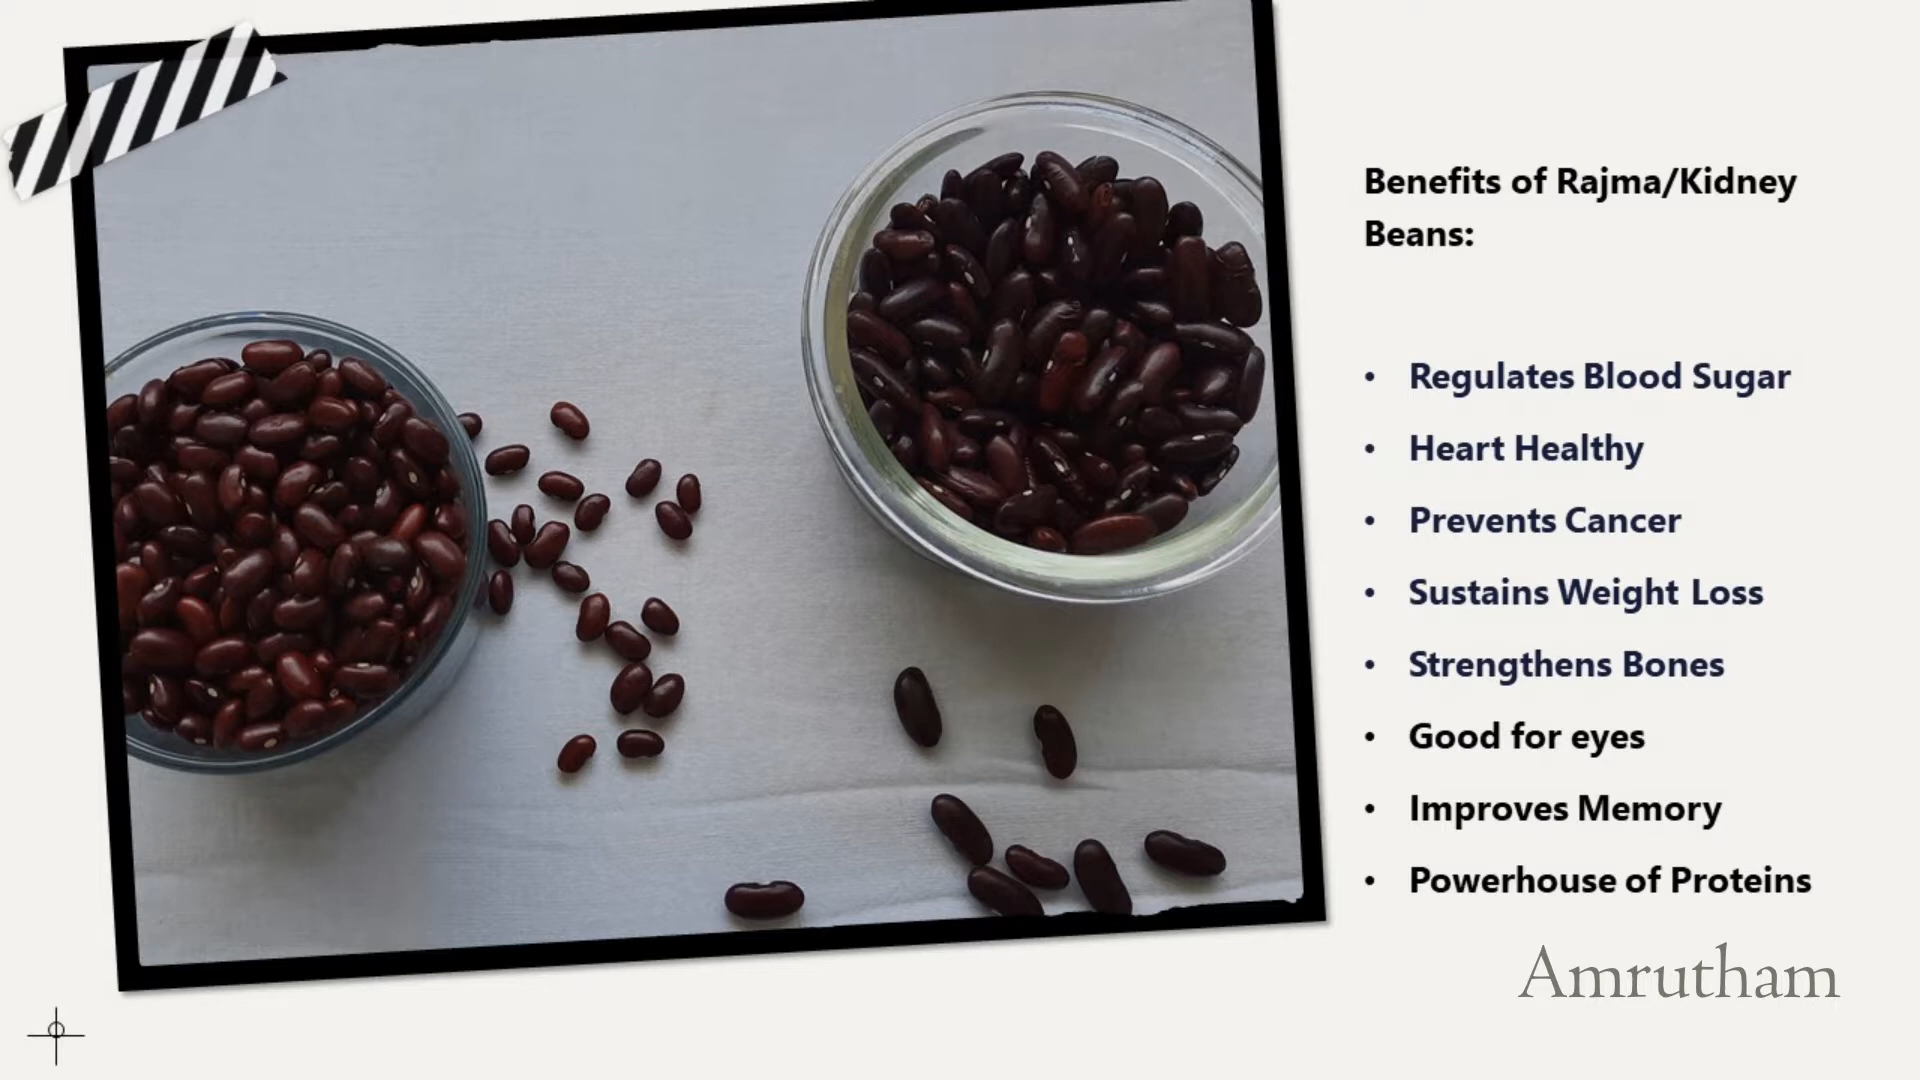 Benefits of Rajma/Kidney
Beans:
• Regulates Blood Sugar
• Heart Healthy
• Prevents Cancer
• Sustains Weight Loss
• Strengthens Bones
• Good for eyes
• Improves Memory
• Powerhouse of Proteins
Amrutham